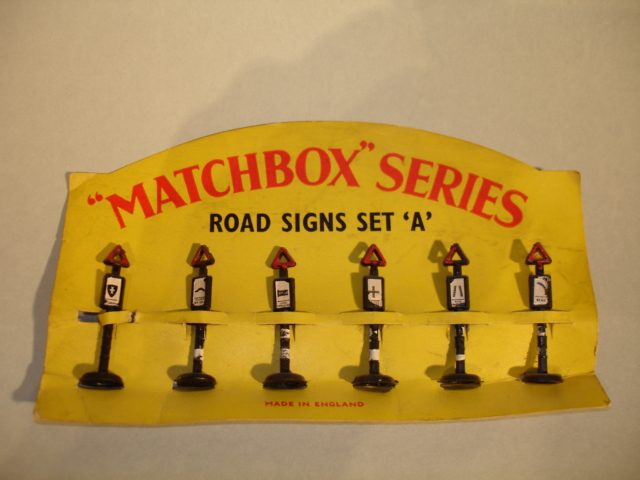 "MATCHBOX" SERIES
ROAD SIGNS SET 'A'
MADE IN ENGLAND